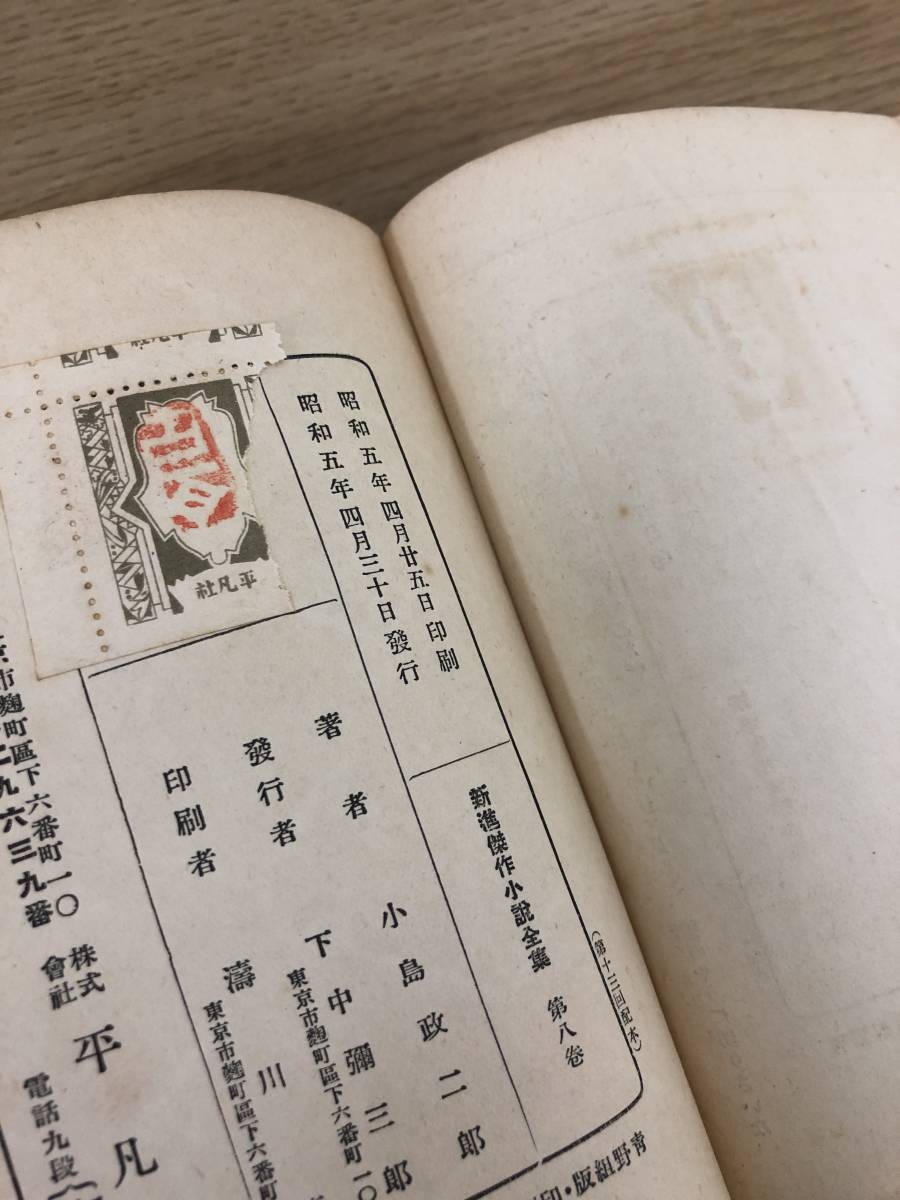 昭和五年四月廿五日印刷
昭和五年四月三十日發行
新進傑作小說全集 第八卷
(第十三回配本)
著者 小島政二郎
發行者 下中彌三郎
東京市麴町區下六番町一〇
印刷者 濤川
東京市麴町區下六番町
平凡社
京市麴町區下六番町一〇
二九六三九番
株式會社 平凡
電話九段
青野組版・印